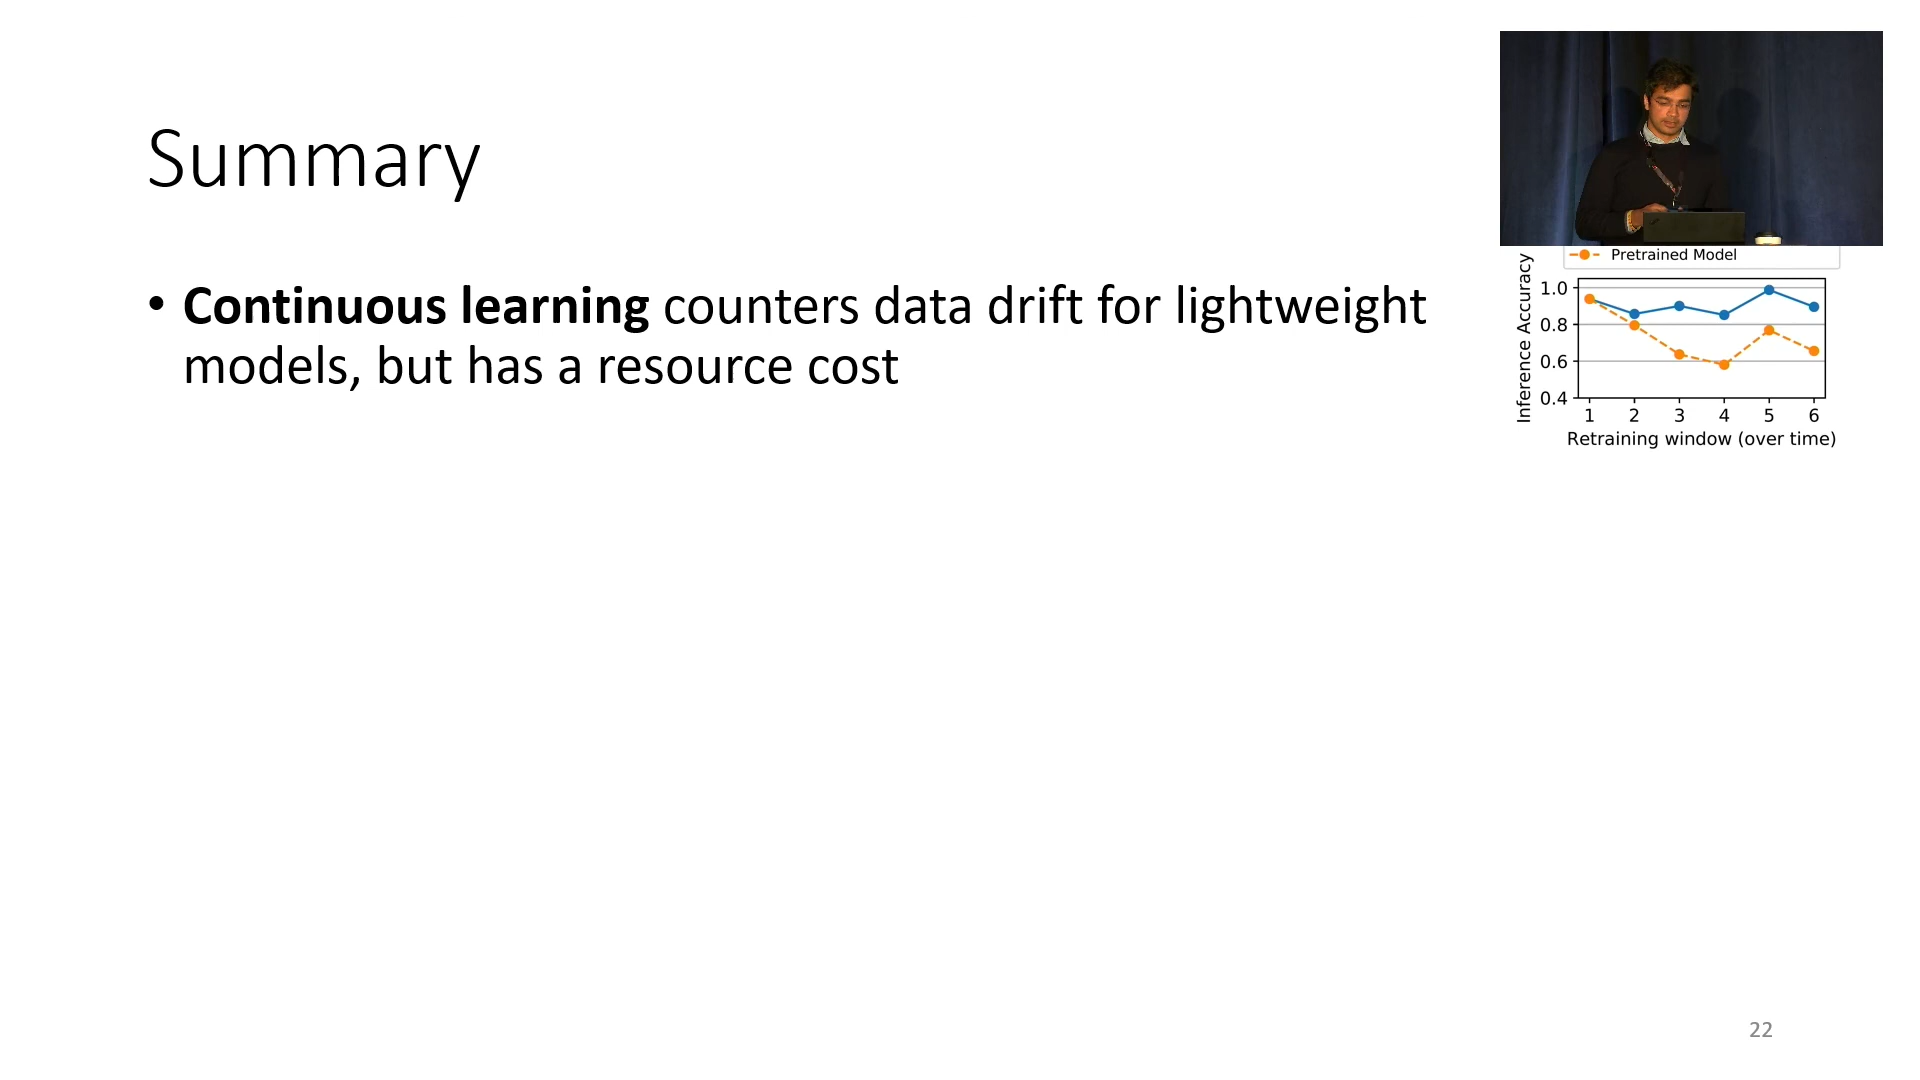 Summary
• Continuous learning counters data drift for lightweight
models, but has a resource cost
Pretrained Model
Inference Accuracy
1.0
0.8
0.6
0.4
1 2 3 4 5 6
Retraining window (over time)
22